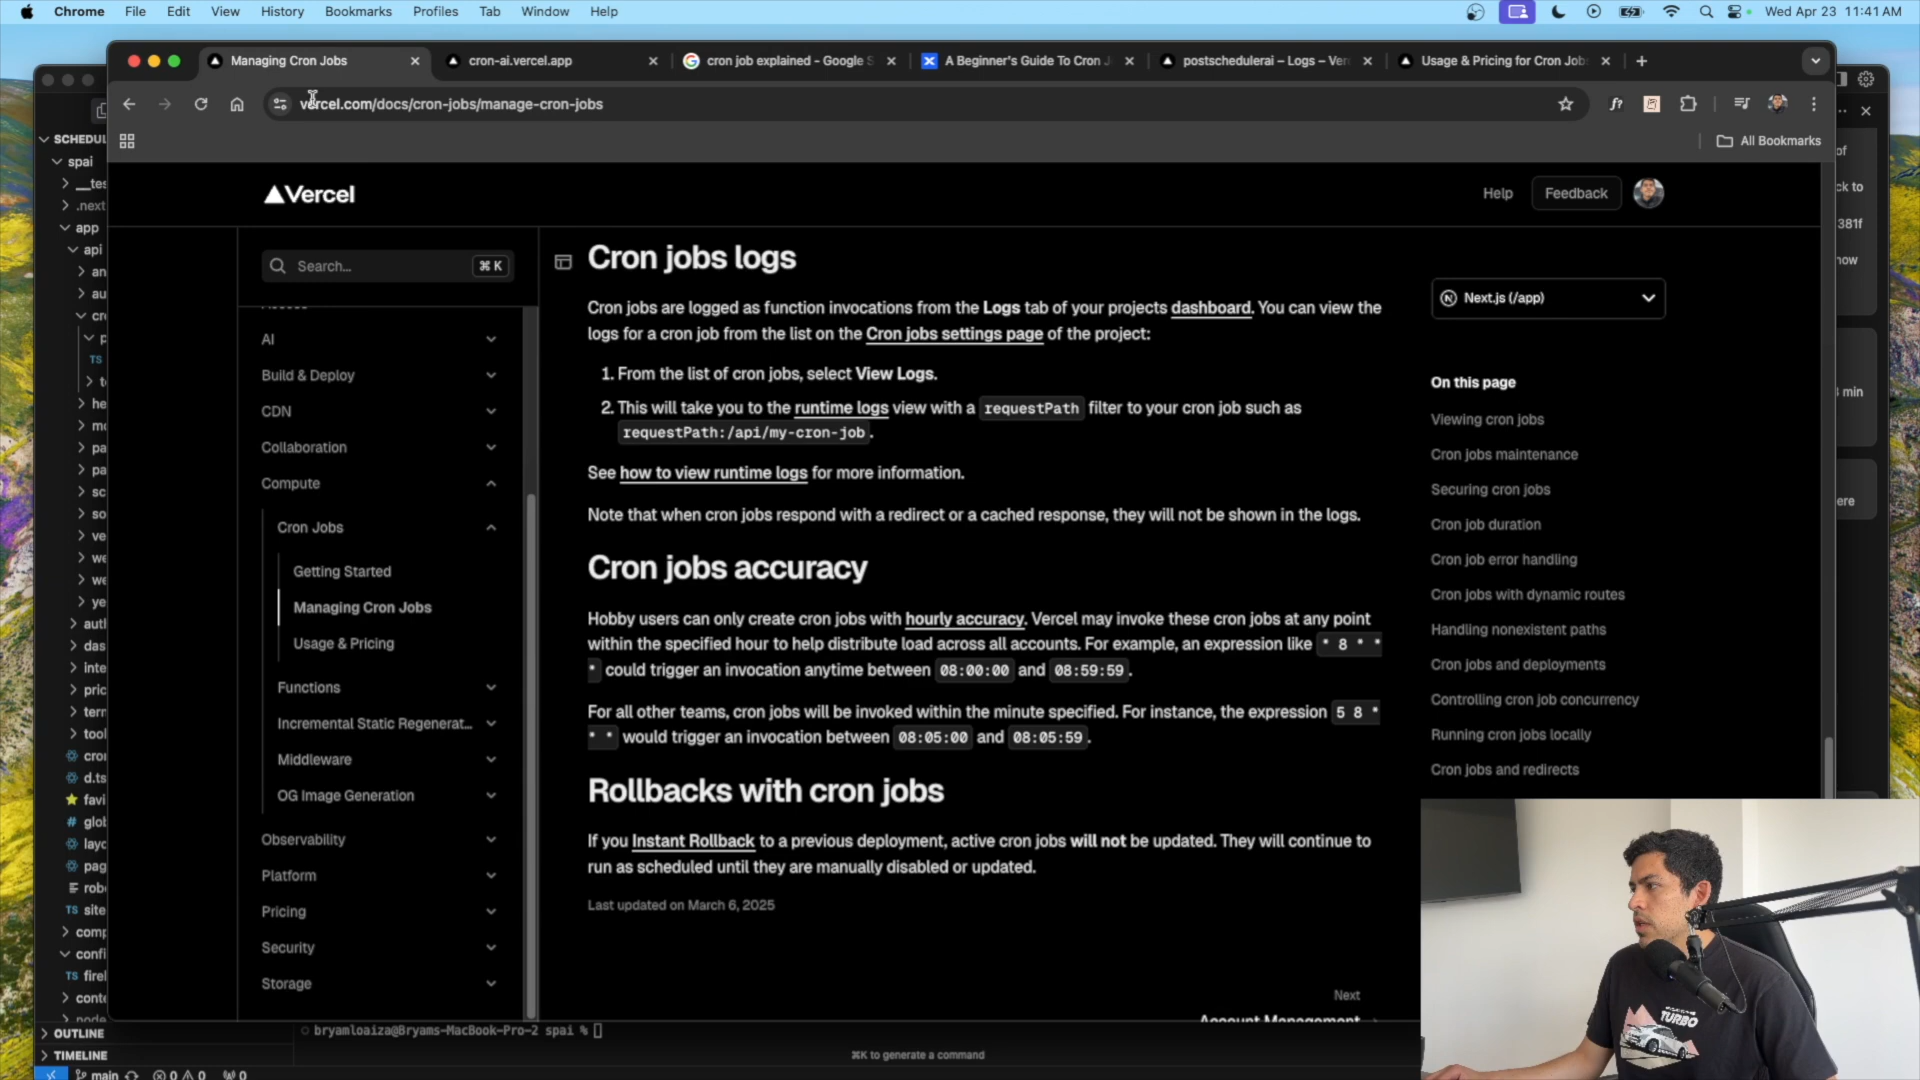 Chrome File Edit View History Bookmarks Profiles Tab Window Help Wed Apr 23 11:41 AM
Managing Cron Jobs cron-ai.vercel.app cron job explained - Google S A Beginner's Guide To Cron J postschedulerai – Logs – Ver Usage & Pricing for Cron Job
vercel.com/docs/cron-jobs/manage-cron-jobs
All Bookmarks
Vercel
Help
Feedback
Search...
⌘ K
AI
Build & Deploy
CDN
Collaboration
Compute
Cron Jobs
Getting Started
Managing Cron Jobs
Usage & Pricing
Functions
Incremental Static Regenerat...
Middleware
OG Image Generation
Observability
Platform
Pricing
Security
Storage
Cron jobs logs
Cron jobs are logged as function invocations from the Logs tab of your projects dashboard. You can view the
logs for a cron job from the list on the Cron jobs settings page of the project:
1. From the list of cron jobs, select View Logs.
2. This will take you to the runtime logs view with a requestPath filter to your cron job such as
requestPath:/api/my-cron-job.
See how to view runtime logs for more information.
Note that when cron jobs respond with a redirect or a cached response, they will not be shown in the logs.
Cron jobs accuracy
Hobby users can only create cron jobs with hourly accuracy. Vercel may invoke these cron jobs at any point
within the specified hour to help distribute load across all accounts. For example, an expression like * 8 * *
* could trigger an invocation anytime between 08:00:00 and 08:59:59.
For all other teams, cron jobs will be invoked within the minute specified. For instance, the expression 5 8 *
* * would trigger an invocation between 08:05:00 and 08:05:59.
Rollbacks with cron jobs
If you Instant Rollback to a previous deployment, active cron jobs will not be updated. They will continue to
run as scheduled until they are manually disabled or updated.
Last updated on March 6, 2025
Next
Account Management
Next.js (/app)
On this page
Viewing cron jobs
Cron jobs maintenance
Securing cron jobs
Cron job duration
Cron job error handling
Cron jobs with dynamic routes
Handling nonexistent paths
Cron jobs and deployments
Controlling cron job concurrency
Running cron jobs locally
Cron jobs and redirects
SCHEDUL
spai
__tes
.next
app
api
an
au
cr
p
TS
t
he
mo
pa
pa
sc
so
ve
we
we
ye
auth
das
inte
pric
tern
tool
cron
d.ts
favi
# glob
layo
pag
robo
TS site
comp
confi
TS firel
conte
node
OUTLINE
TIMELINE
main 0 0 0
bryamloaiza@Bryams-MacBook-Pro-2 spai %
⌘K to generate a command
of
ck to
381f
now
min
ere
TURBO